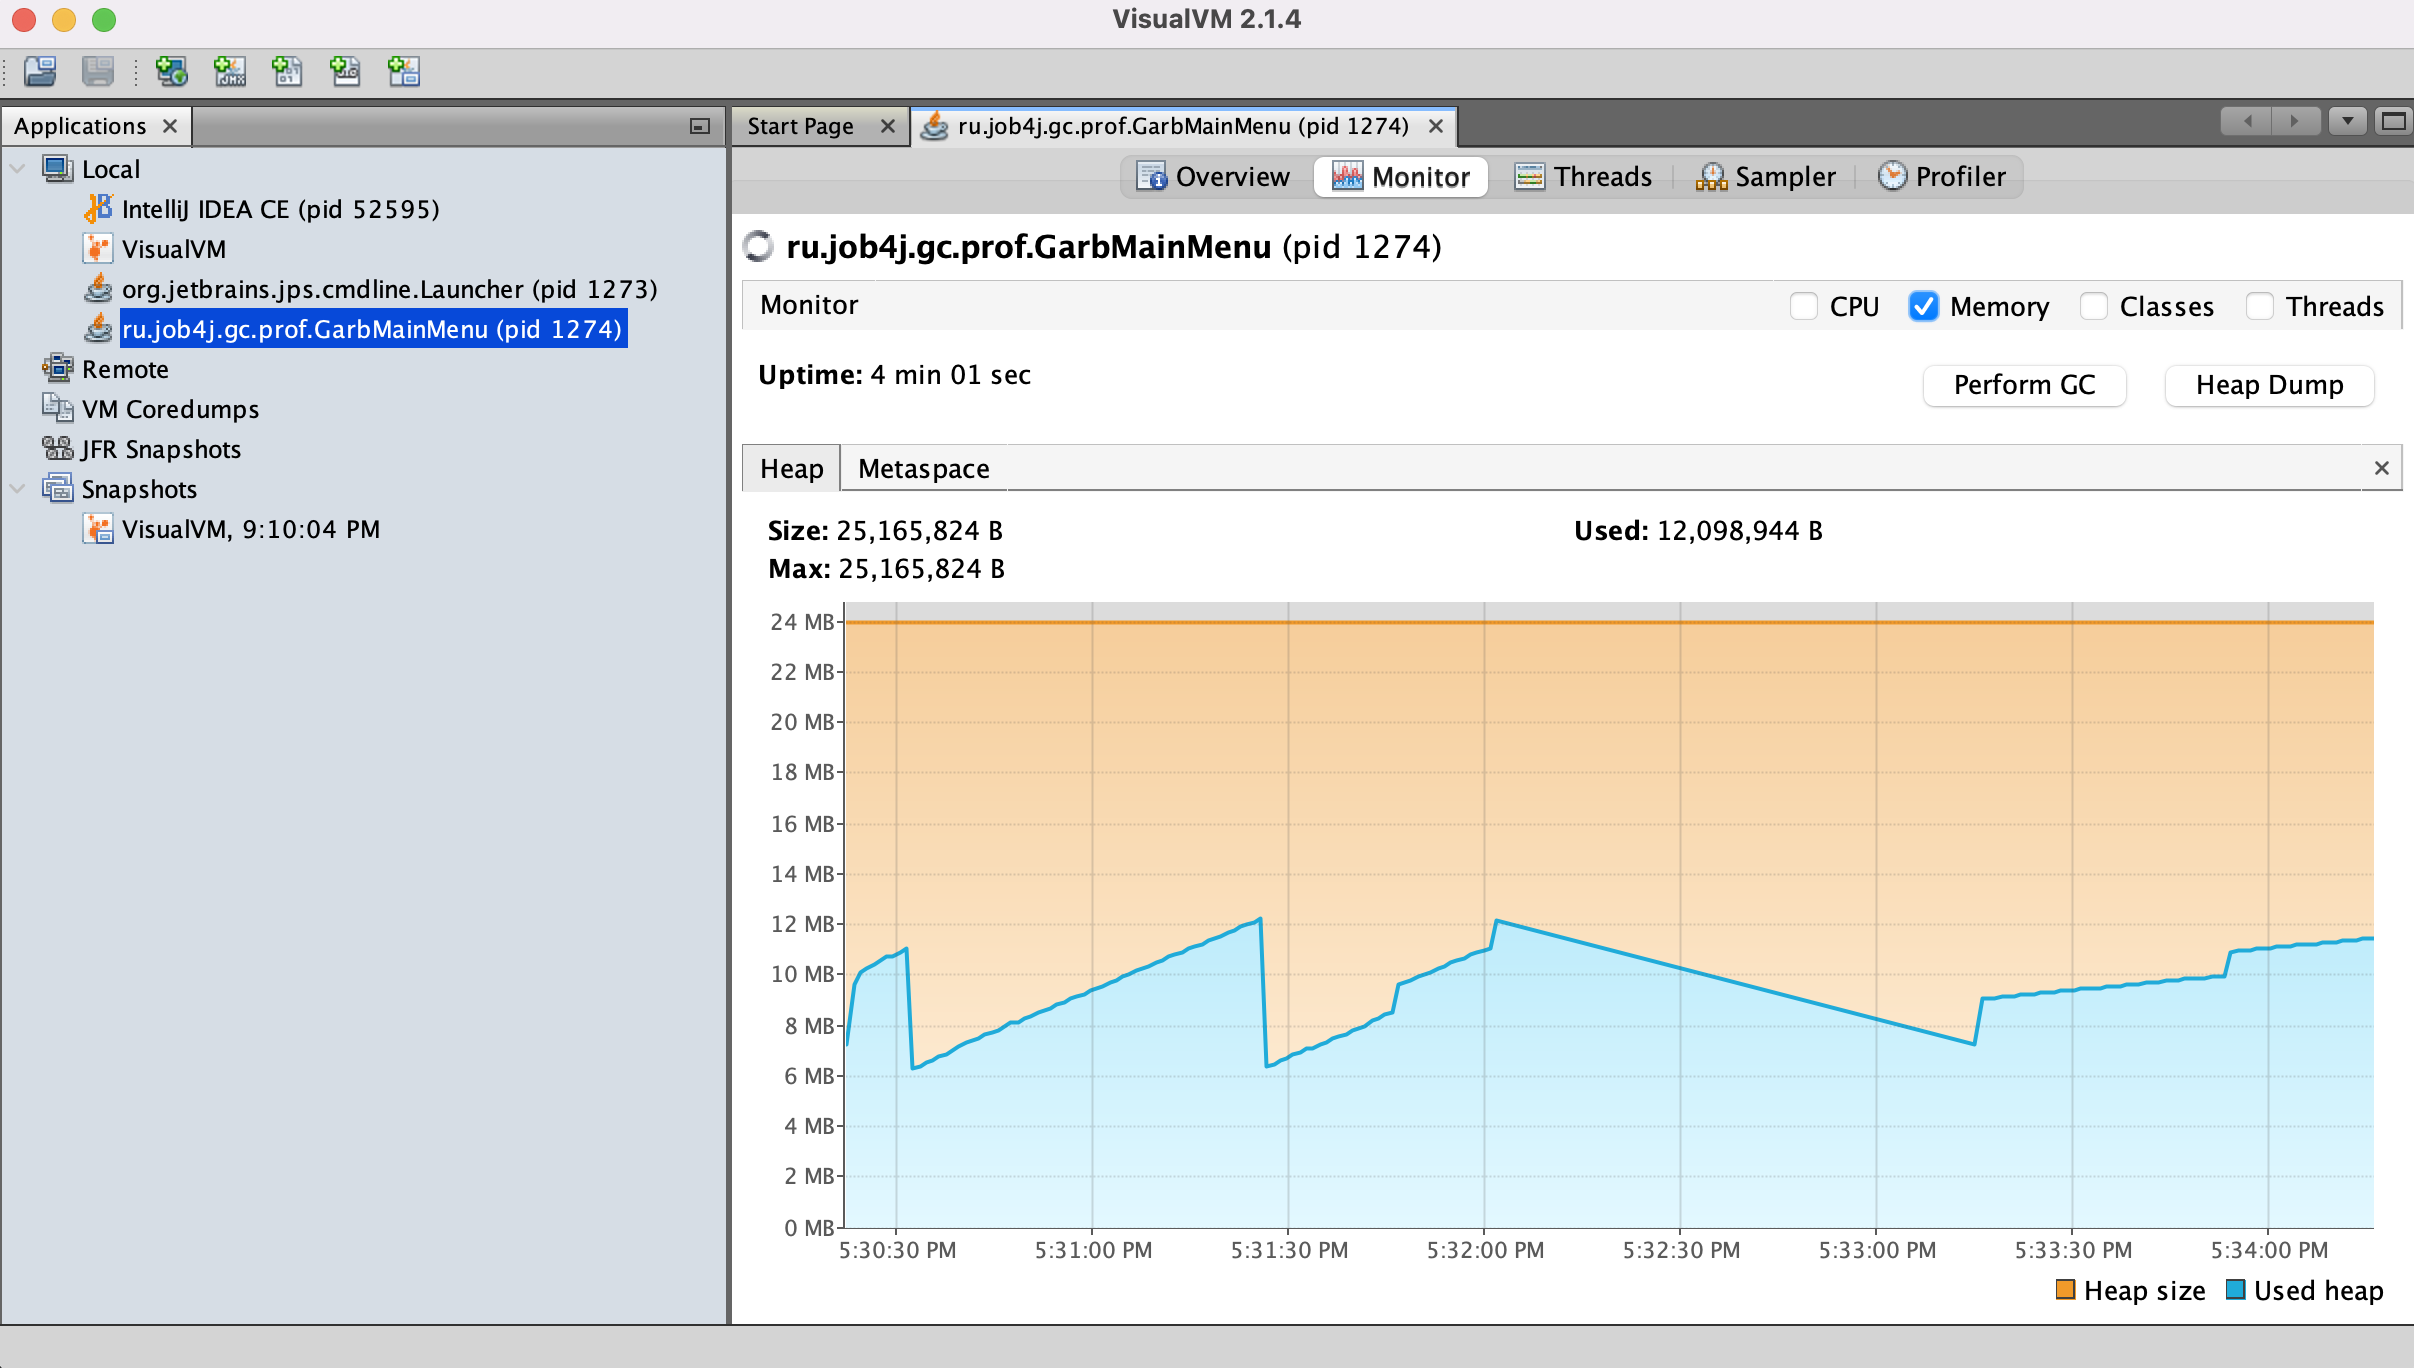 VisualVM 2.1.4
Applications
Start Page
ru.job4j.gc.prof.GarbMainMenu (pid 1274)
Local
IntelliJ IDEA CE (pid 52595)
VisualVM
org.jetbrains.jps.cmdline.Launcher (pid 1273)
ru.job4j.gc.prof.GarbMainMenu (pid 1274)
Remote
VM Coredumps
JFR Snapshots
Snapshots
VisualVM, 9:10:04 PM
Overview Monitor Threads Sampler Profiler
ru.job4j.gc.prof.GarbMainMenu (pid 1274)
Monitor CPU Memory Classes Threads
Uptime: 4 min 01 sec
Perform GC Heap Dump
Heap Metaspace
Size: 25,165,824 B Used: 12,098,944 B
Max: 25,165,824 B
24 MB
22 MB
20 MB
18 MB
16 MB
14 MB
12 MB
10 MB
8 MB
6 MB
4 MB
2 MB
0 MB
5:30:30 PM 5:31:00 PM 5:31:30 PM 5:32:00 PM 5:32:30 PM 5:33:00 PM 5:33:30 PM 5:34:00 PM
Heap size Used heap